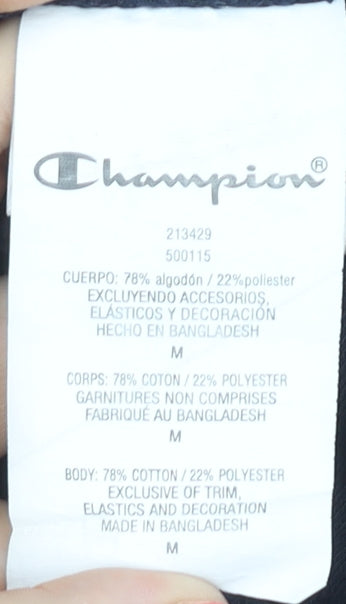 Champion®
213429
500115
CUERPO: 78% algodón / 22%poliester
EXCLUYENDO ACCESORIOS,
ELÁSTICOS Y DECORACIÓN
HECHO EN BANGLADESH
M
CORPS: 78% COTON / 22% POLYESTER
GARNITURES NON COMPRISES
FABRIQUÉ AU BANGLADESH
M
BODY: 78% COTTON / 22% POLYESTER
EXCLUSIVE OF TRIM,
ELASTICS AND DECORATION
MADE IN BANGLADESH
M